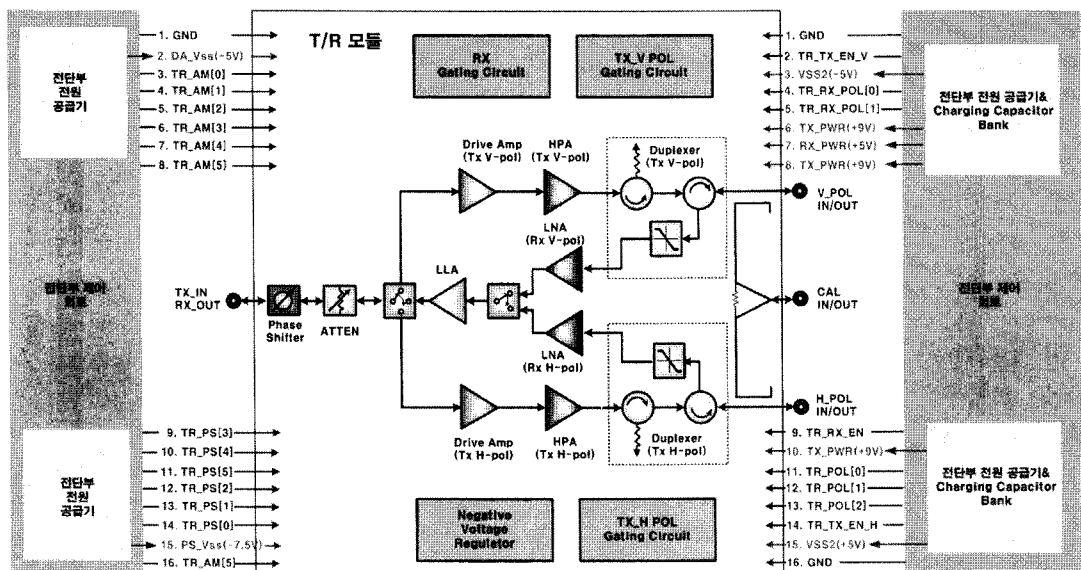 T/R 모듈
전단부
전원
공급기
1. GND
2. DA_Vss(-5V)
3. TR_AM[0]
4. TR_AM[1]
5. TR_AM[2]
6. TR_AM[3]
7. TR_AM[4]
8. TR_AM[5]
RX
Gating Circuit
TX_V POL
Gating Circuit
1. GND
2. TR_TX_EN_V
3. VSS2(-5V)
4. TR_RX_POL[0]
5. TR_RX_POL[1]
6. TX_PWR(+9V)
7. RX_PWR(+5V)
8. TX_PWR(+9V)
전단부 전원 공급기&
Charging Capacitor
Bank
Drive Amp
(Tx V-pol)
HPA
(Tx V-pol)
Duplexer
(Tx V-pol)
V_POL
IN/OUT
LNA
(Rx V-pol)
LLA
전단부 제어
회로
TX_IN
RX_OUT
Phase
Shifter
ATTEN
CAL
IN/OUT
전단부 제어
회로
LNA
(Rx H-pol)
H_POL
IN/OUT
Drive Amp
(Tx H-pol)
HPA
(Tx H-pol)
Duplexer
(Tx H-pol)
전단부
전원
공급기
9. TR_PS[3]
10. TR_PS[4]
11. TR_PS[5]
12. TR_PS[2]
13. TR_PS[1]
14. TR_PS[0]
15. PS_Vss(-7.5V)
16. TR_AM[5]
Negative
Voltage
Regulator
TX_H POL
Gating Circuit
9. TR_RX_EN
10. TX_PWR(+9V)
11. TR_POL[0]
12. TR_POL[1]
13. TR_POL[2]
14. TR_TX_EN_H
15. VSS2(+5V)
16. GND
전단부 전원 공급기&
Charging Capacitor
Bank